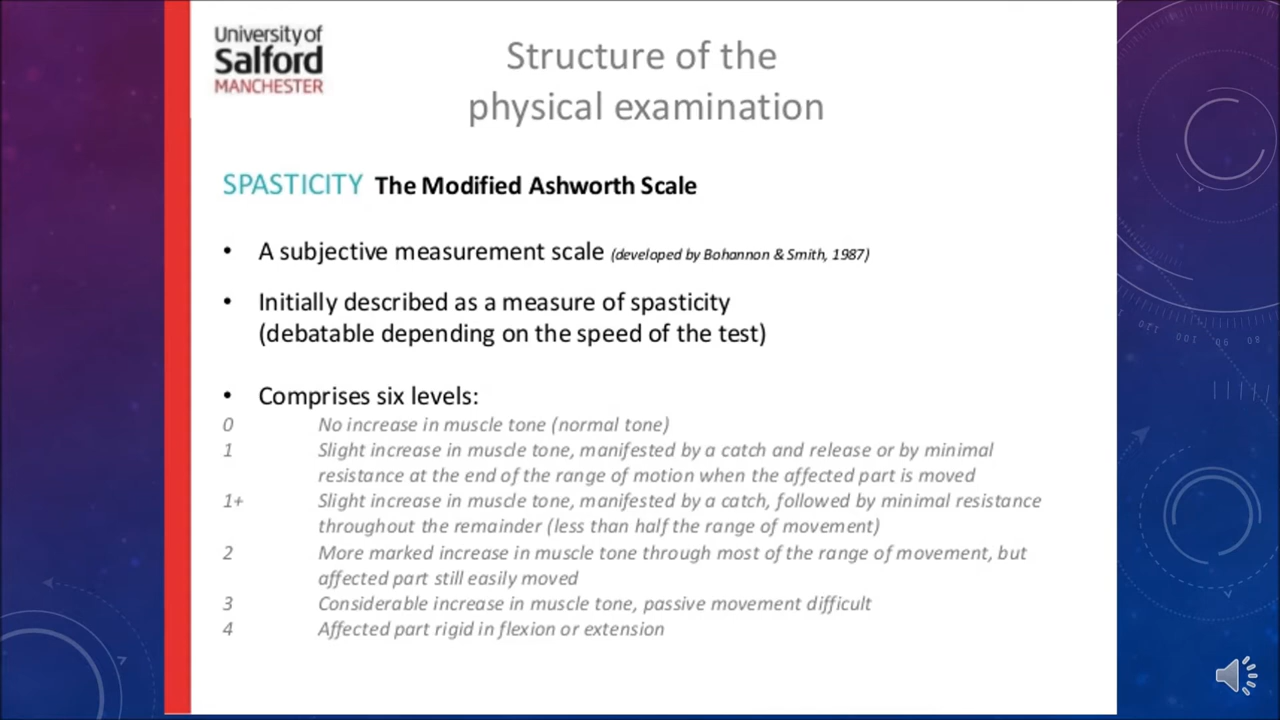 University of
Salford
MANCHESTER
Structure of the
physical examination
SPASTICITY The Modified Ashworth Scale
• A subjective measurement scale (developed by Bohannon & Smith, 1987)
• Initially described as a measure of spasticity
(debatable depending on the speed of the test)
• Comprises six levels:
0 No increase in muscle tone (normal tone)
1 Slight increase in muscle tone, manifested by a catch and release or by minimal
resistance at the end of the range of motion when the affected part is moved
1+ Slight increase in muscle tone, manifested by a catch, followed by minimal resistance
throughout the remainder (less than half the range of movement)
2 More marked increase in muscle tone through most of the range of movement, but
affected part still easily moved
3 Considerable increase in muscle tone, passive movement difficult
4 Affected part rigid in flexion or extension